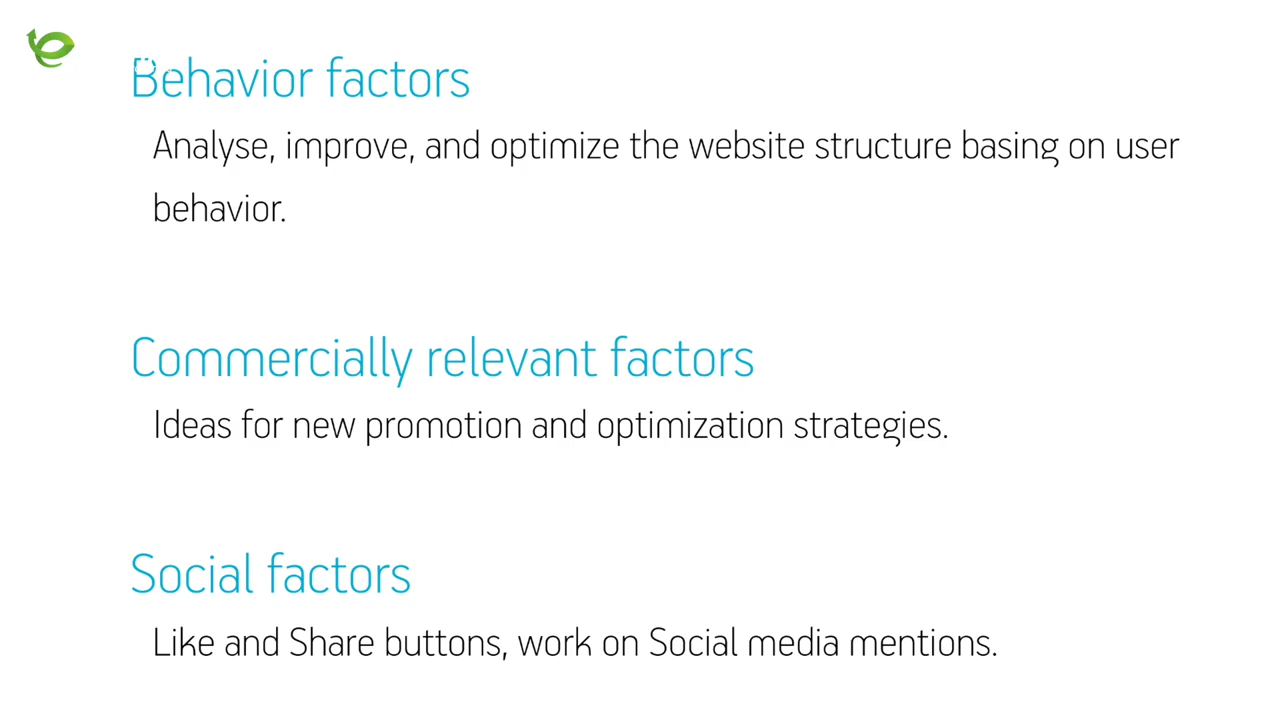 Behavior factors
Analyse, improve, and optimize the website structure basing on user
behavior.
Commercially relevant factors
Ideas for new promotion and optimization strategies.
Social factors
Like and Share buttons, work on Social media mentions.